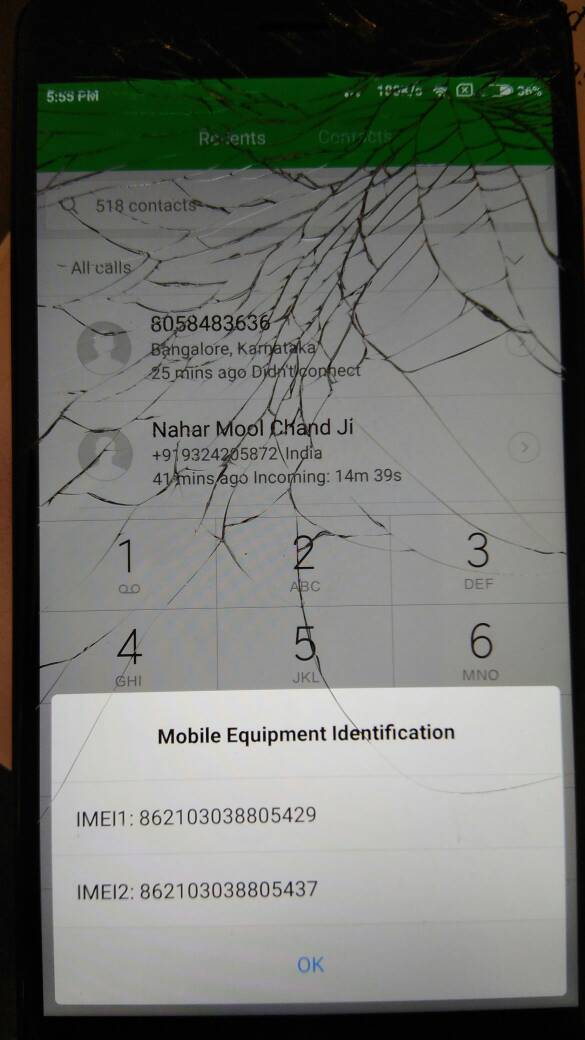 5:55 PM 36%
Recents Contacts
518 contacts
All calls
8058483636
Bangalore, Karnataka
25 mins ago Didn't connect
Nahar Mool Chand Ji
+919324205872 India
41 mins ago Incoming: 14m 39s
1 2 3
ABC DEF
4 5 6
GHI JKL MNO
Mobile Equipment Identification
IMEI1: 862103038805429
IMEI2: 862103038805437
OK